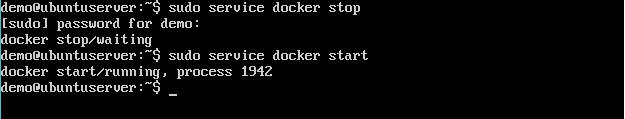 demo@ubuntuserver:~$ sudo service docker stop
[sudo] password for demo:
docker stop/waiting
demo@ubuntuserver:~$ sudo service docker start
docker start/running, process 1942
demo@ubuntuserver:~$ _